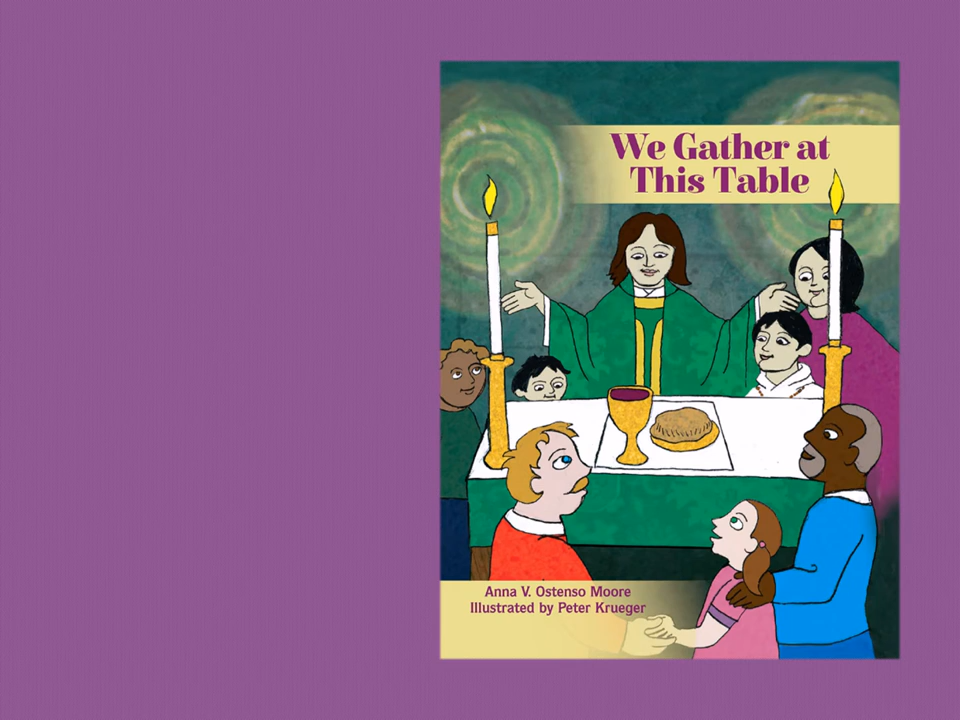 We Gather at
This Table
Anna V. Ostenso Moore
Illustrated by Peter Krueger